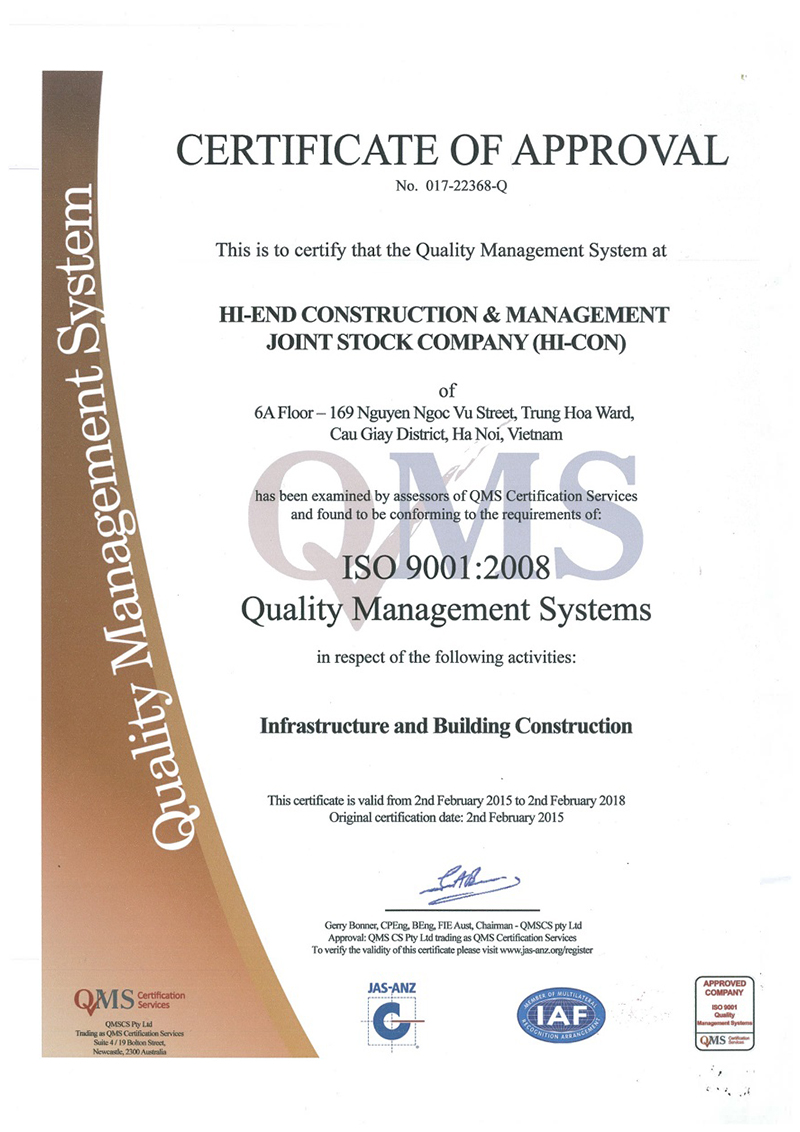 CERTIFICATE OF APPROVAL
No. 017-22368-Q
This is to certify that the Quality Management System at
HI-END CONSTRUCTION & MANAGEMENT
JOINT STOCK COMPANY (HI-CON)
of
6A Floor – 169 Nguyen Ngoc Vu Street, Trung Hoa Ward,
Cau Giay District, Ha Noi, Vietnam
QMS
has been examined by assessors of QMS Certification Services
and found to be conforming to the requirements of:
ISO 9001:2008
Quality Management Systems
in respect of the following activities:
Infrastructure and Building Construction
This certificate is valid from 2nd February 2015 to 2nd February 2018
Original certification date: 2nd February 2015
Gerry Bonner, CPEng, BEng, FIE Aust, Chairman - QMSCS pty Ltd
Approval: QMS CS Pty Ltd trading as QMS Certification Services
To verify the validity of this certificate please visit www.jas-anz.org/register
Quality Management System
QMS Certification
Services
QMSCS Pty Ltd
Trading as QMS Certification Services
Suite 4 / 19 Bolton Street,
Newcastle, 2300 Australia
JAS-ANZ
C
MEMBER OF MULTILATERAL
IAF
RECOGNITION ARRANGEMENT
APPROVED
COMPANY
ISO 9001
Quality
Management Systems
QMS Certification
Services